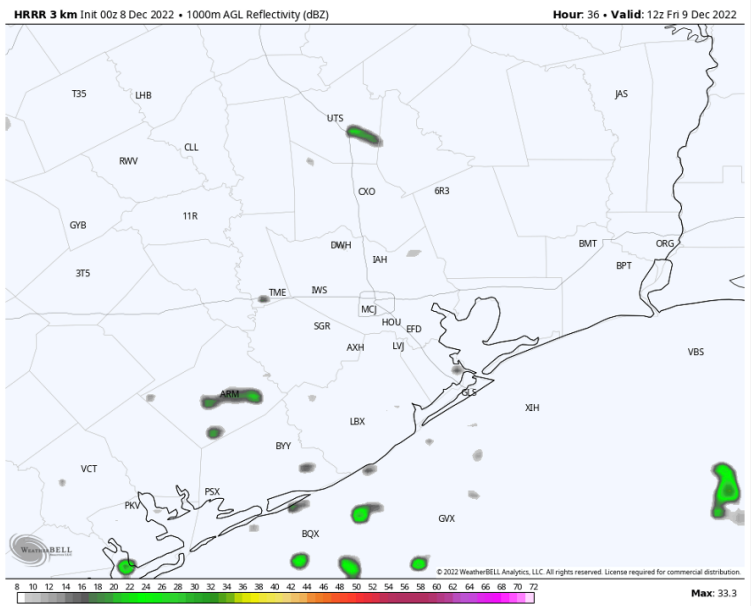 HRRR 3 km Init 00z 8 Dec 2022 • 1000m AGL Reflectivity (dBZ) Hour: 36 • Valid: 12z Fri 9 Dec 2022
T35 LHB JAS
UTS
CLL
RWV
CXO 6R3
11R
GYB
DWH BMT ORG
IAH BPT
3T5
TME IWS
MCJ
SGR HOU EFD
AXH LVJ VBS
ARM GLS
XIH
LBX
BYY
VCT
PSX
PKV
GVX
BQX
WEATHERBELL
© 2022 WeatherBELL Analytics, LLC. All rights reserved. License required for commercial distribution.
8 10 12 14 16 18 20 22 24 26 28 30 32 34 36 38 40 42 44 46 48 50 52 54 56 58 60 62 64 66 68 70 72 Max: 33.3